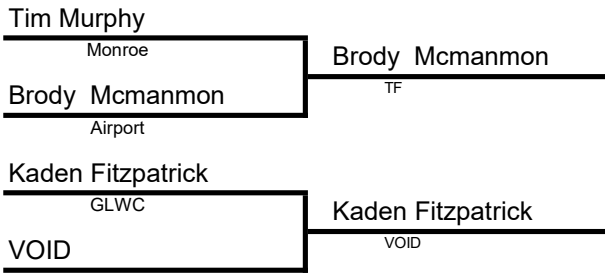 Tim Murphy
Monroe
Brody  Mcmanmon
TF
Brody  Mcmanmon
Airport
Kaden Fitzpatrick
GLWC
Kaden Fitzpatrick
VOID
VOID